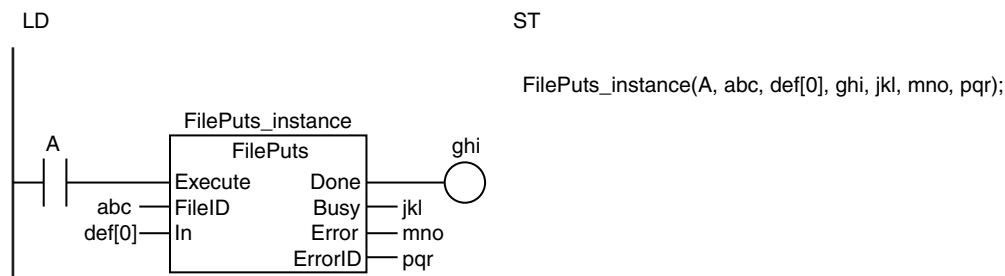 LD
ST
FilePuts_instance(A, abc, def[0], ghi, jkl, mno, pqr);
FilePuts_instance
A
FilePuts
ghi
Execute Done
abc FileID Busy jkl
def[0] In Error mno
ErrorID pqr